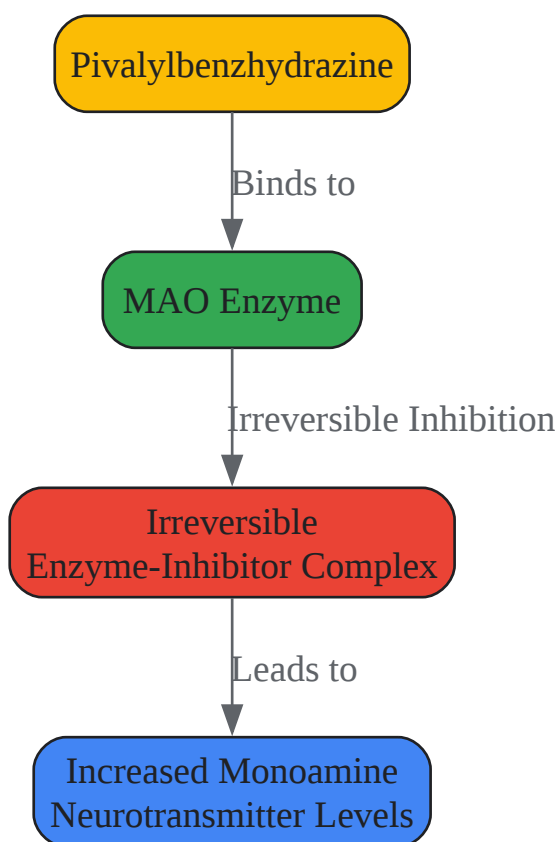 Pivalylbenzhydrazine
Binds to
MAO Enzyme
Irreversible Inhibition
Irreversible
Enzyme-Inhibitor Complex
Leads to
Increased Monoamine
Neurotransmitter Levels